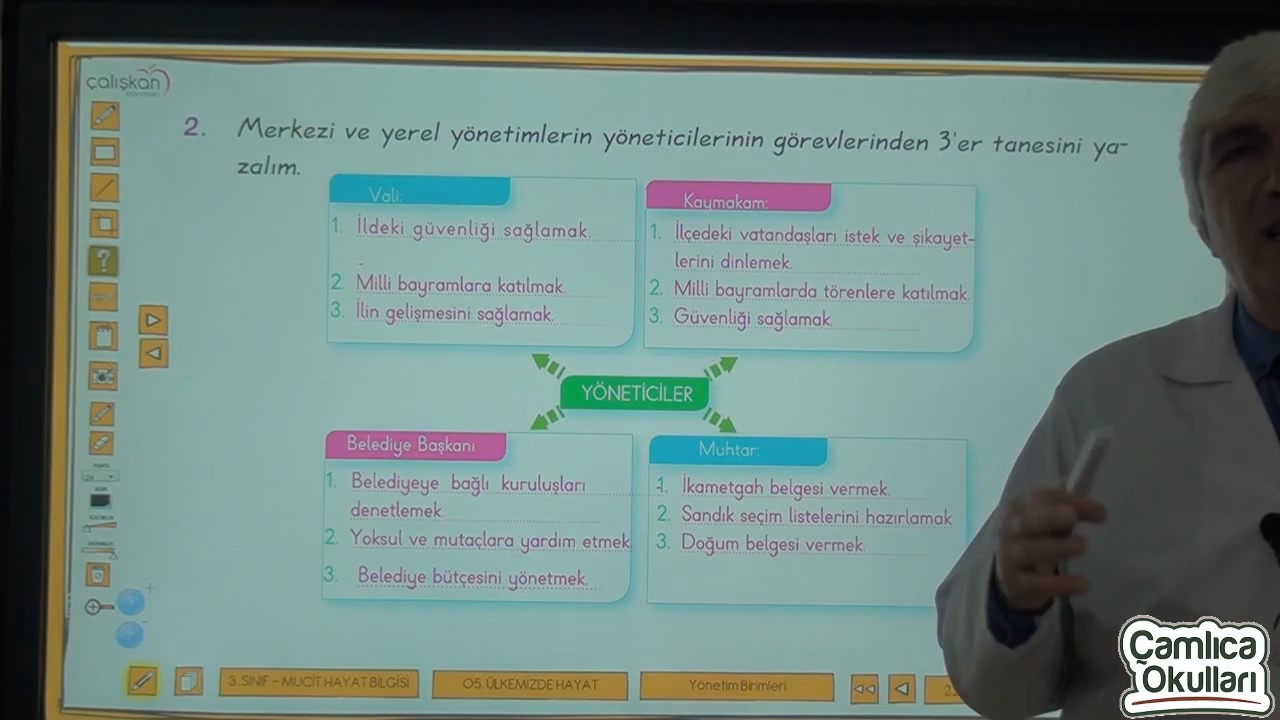 çalışkan
2. Merkezi ve yerel yönetimlerin yöneticilerinin görevlerinden 3'er tanesini ya-
zalım.
Vali:
1. İldeki güvenliği sağlamak.
2. Milli bayramlara katılmak.
3. İlin gelişmesini sağlamak.
Kaymakam:
1. İlçedeki vatandaşları istek ve şikayet-
lerini dinlemek.
2. Milli bayramlarda törenlere katılmak.
3. Güvenliği sağlamak.
YÖNETİCİLER
Belediye Başkanı
1. Belediyeye bağlı kuruluşları
denetlemek.
2. Yoksul ve mutaçlara yardım etmek
3. Belediye bütçesini yönetmek.
Muhtar:
1. İkametgah belgesi vermek.
2. Sandık seçim listelerini hazırlamak
3. Doğum belgesi vermek.
3. SINIF - MUCİT HAYAT BİLGİSİ
05. ÜLKEMİZDE HAYAT
Yönetim Birimleri
Çamlıca
Okulları